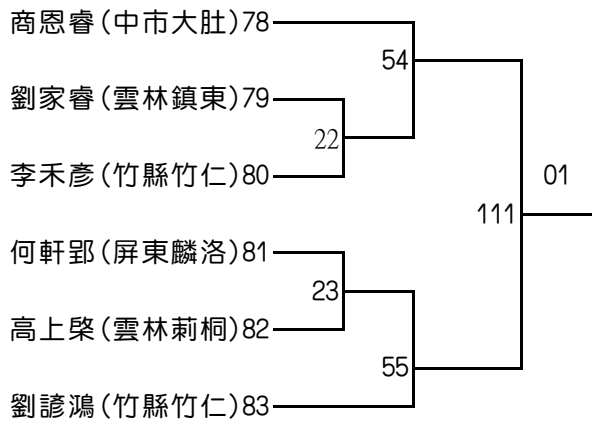 商恩睿(中市大肚)78
54
劉家睿(雲林鎮東)79
22
李禾彥(竹縣竹仁)80
01
111
何軒郢(屏東麟洛)81
23
高上棨(雲林莿桐)82
55
劉諺鴻(竹縣竹仁)83